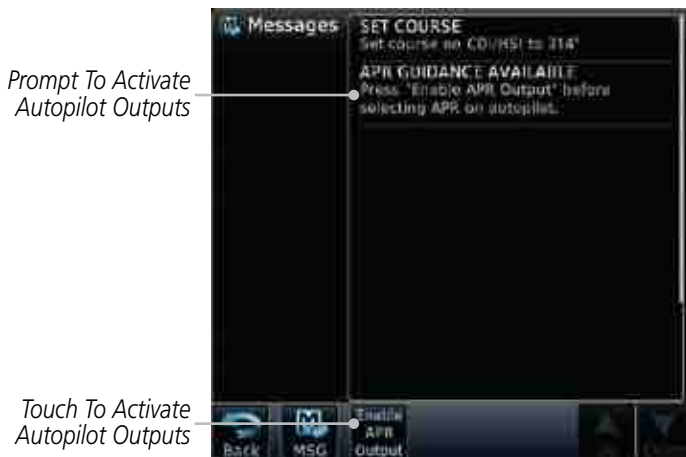 Messages
SET COURSE
Set course on CDI/HSI to 314°
APR GUIDANCE AVAILABLE
Press "Enable APR Output" before
selecting APR on autopilot.
Prompt To Activate
Autopilot Outputs
Touch To Activate
Autopilot Outputs
Back
MSG
Enable
APR
Output